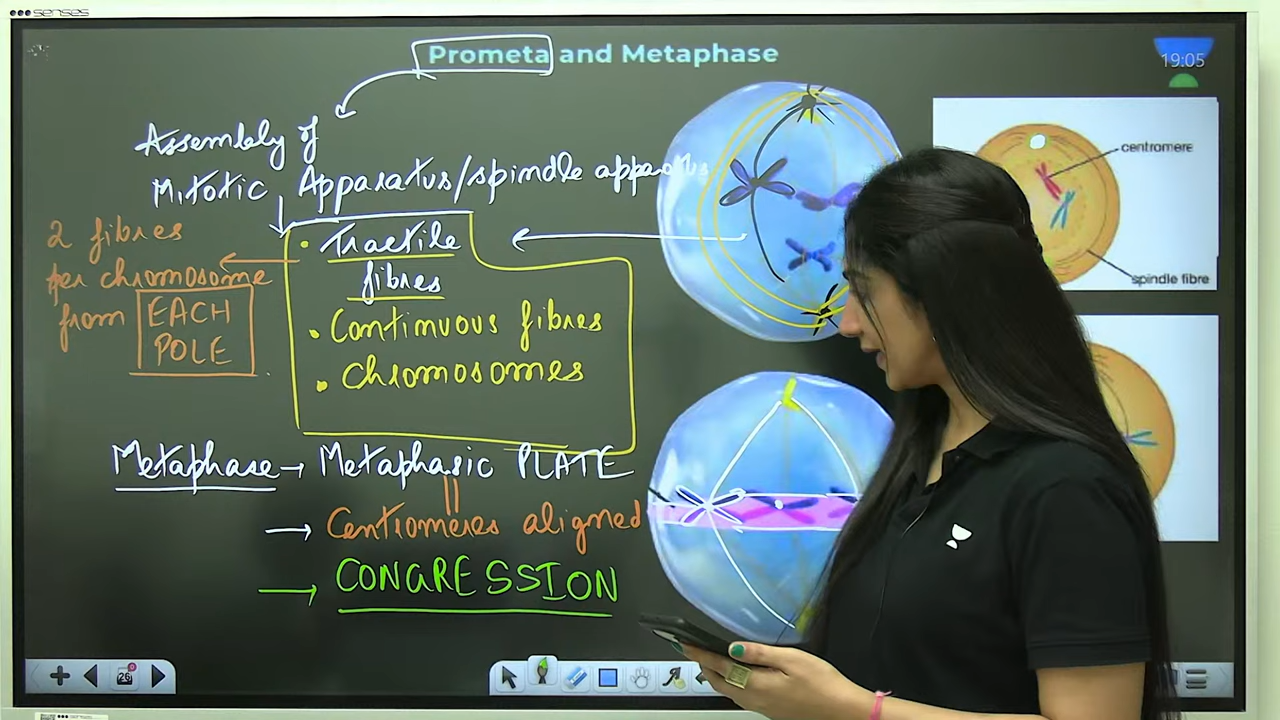 senses
Prometa and Metaphase
19:05
Assembly of
Mitotic Apparatus/spindle apparatus
2 fibres
per chromosome
from EACH
POLE
• Tractile
fibres
• Continuous fibres
• Chromosomes
Metaphase → Metaphasic PLATE
→ Centromeres aligned
→ CONGRESSION
centromere
spindle fibre
26